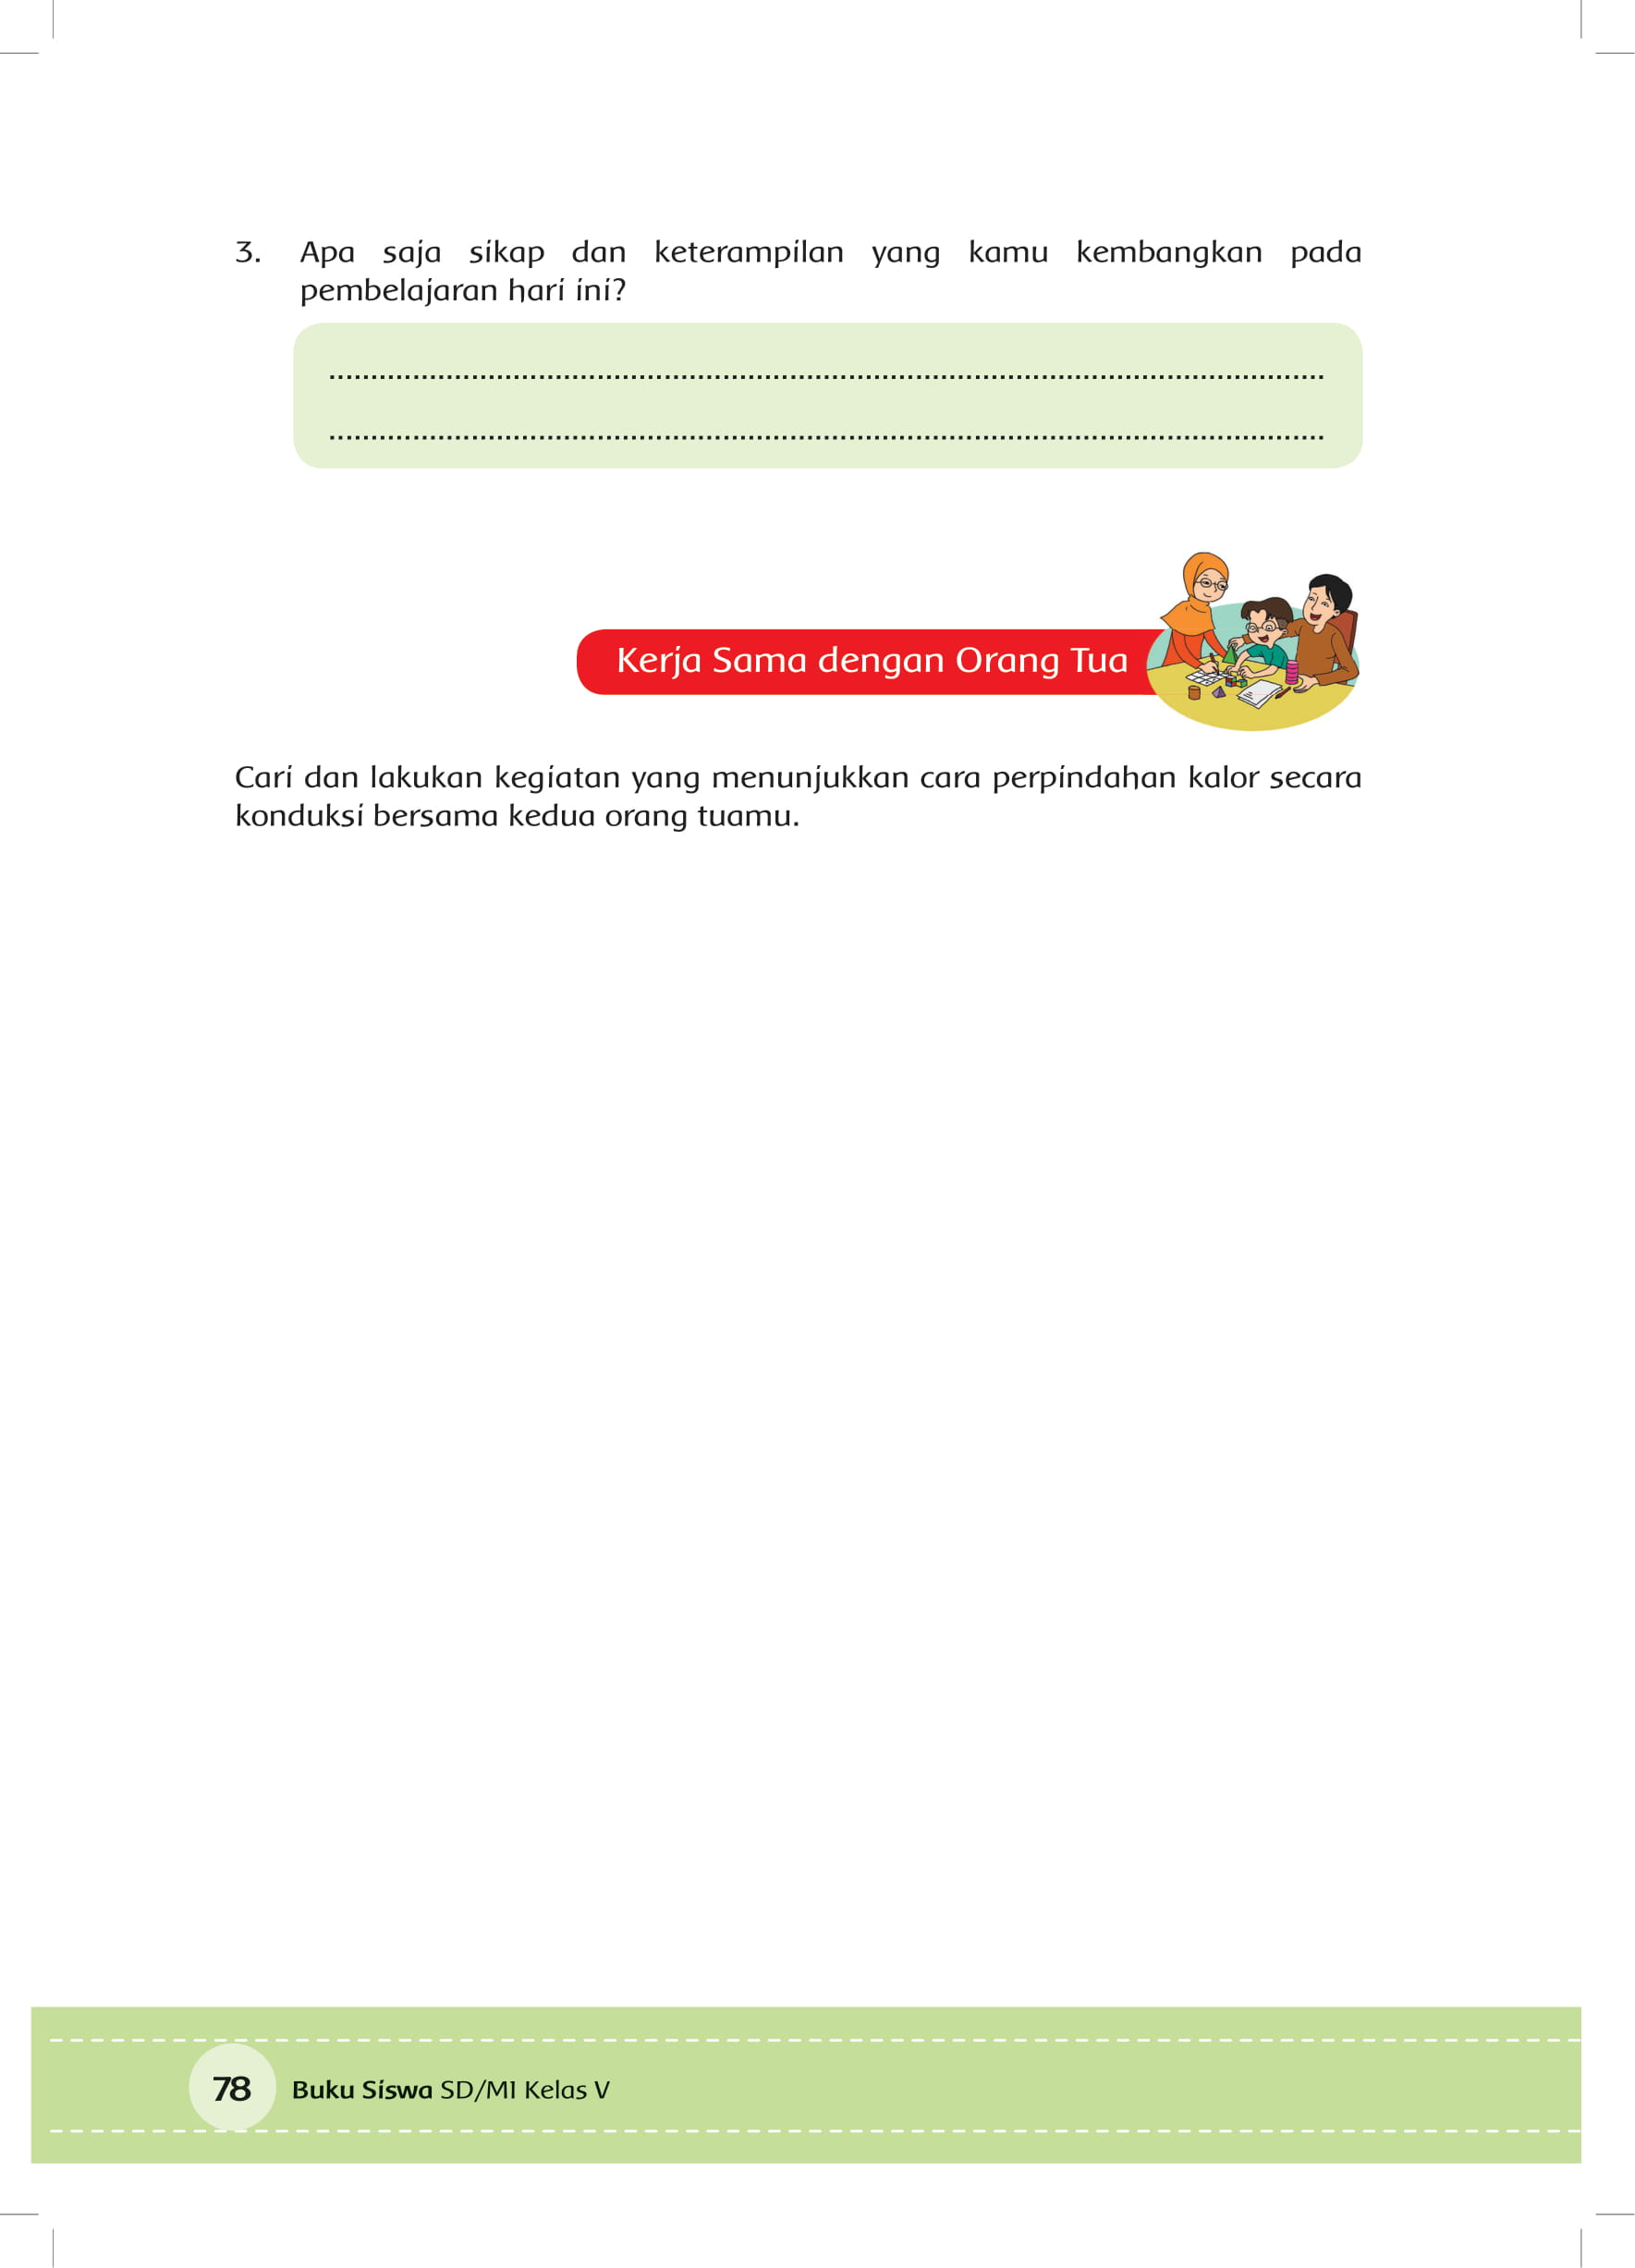 3. Apa saja sikap dan keterampilan yang kamu kembangkan pada
pembelajaran hari ini?
Kerja Sama dengan Orang Tua
Cari dan lakukan kegiatan yang menunjukkan cara perpindahan kalor secara
konduksi bersama kedua orang tuamu.
78 Buku Siswa SD/MI Kelas V